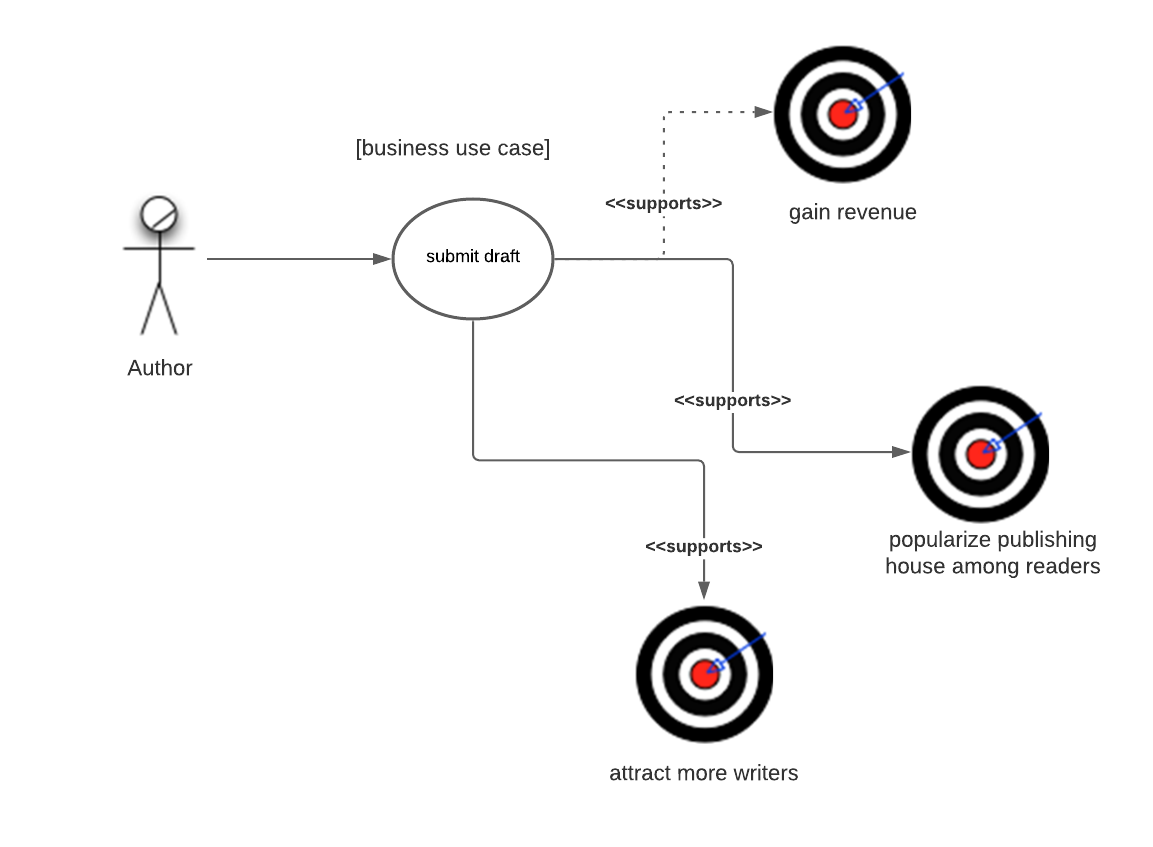 [business use case]
<<supports>>
gain revenue
submit draft
Author
<<supports>>
popularize publishing
house among readers
<<supports>>
attract more writers